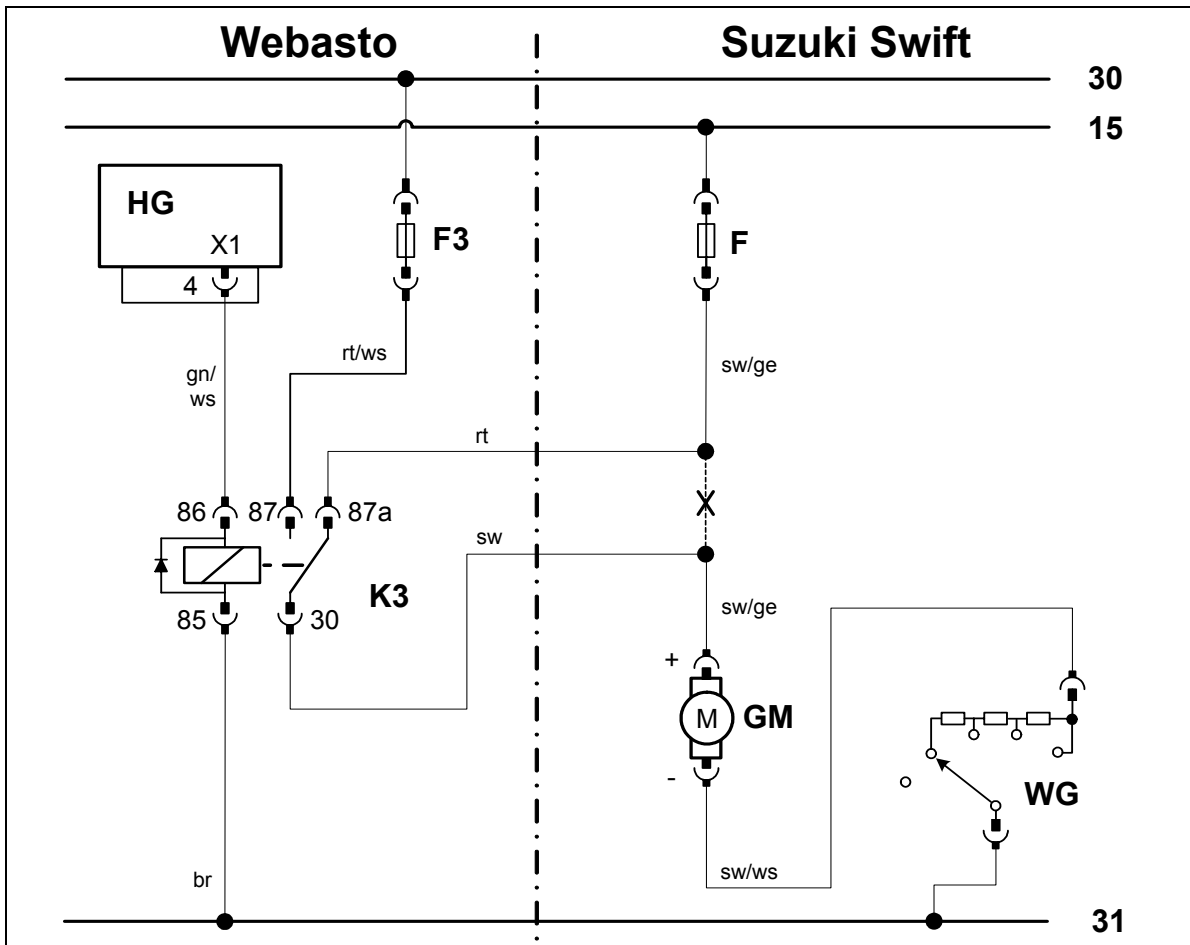 Webasto
Suzuki Swift
30
15
HG
X1
4
F3
F
rt/ws
sw/ge
gn/
ws
rt
86
87
87a
sw
K3
85
30
sw/ge
+
M
GM
-
WG
sw/ws
br
31